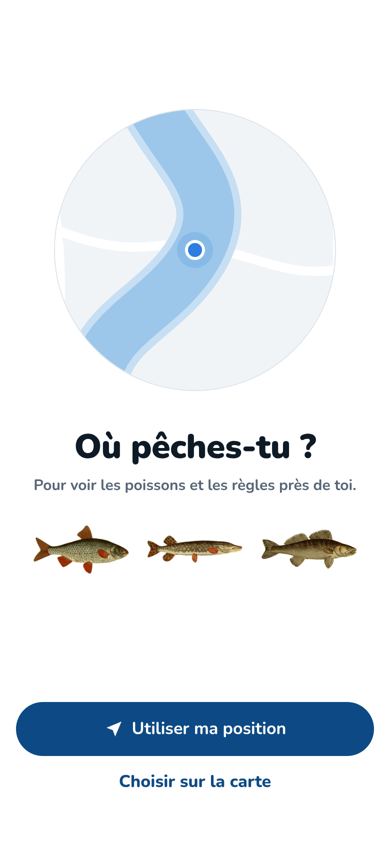 Où pêches-tu ?
Pour voir les poissons et les règles près de toi.
Utiliser ma position
Choisir sur la carte